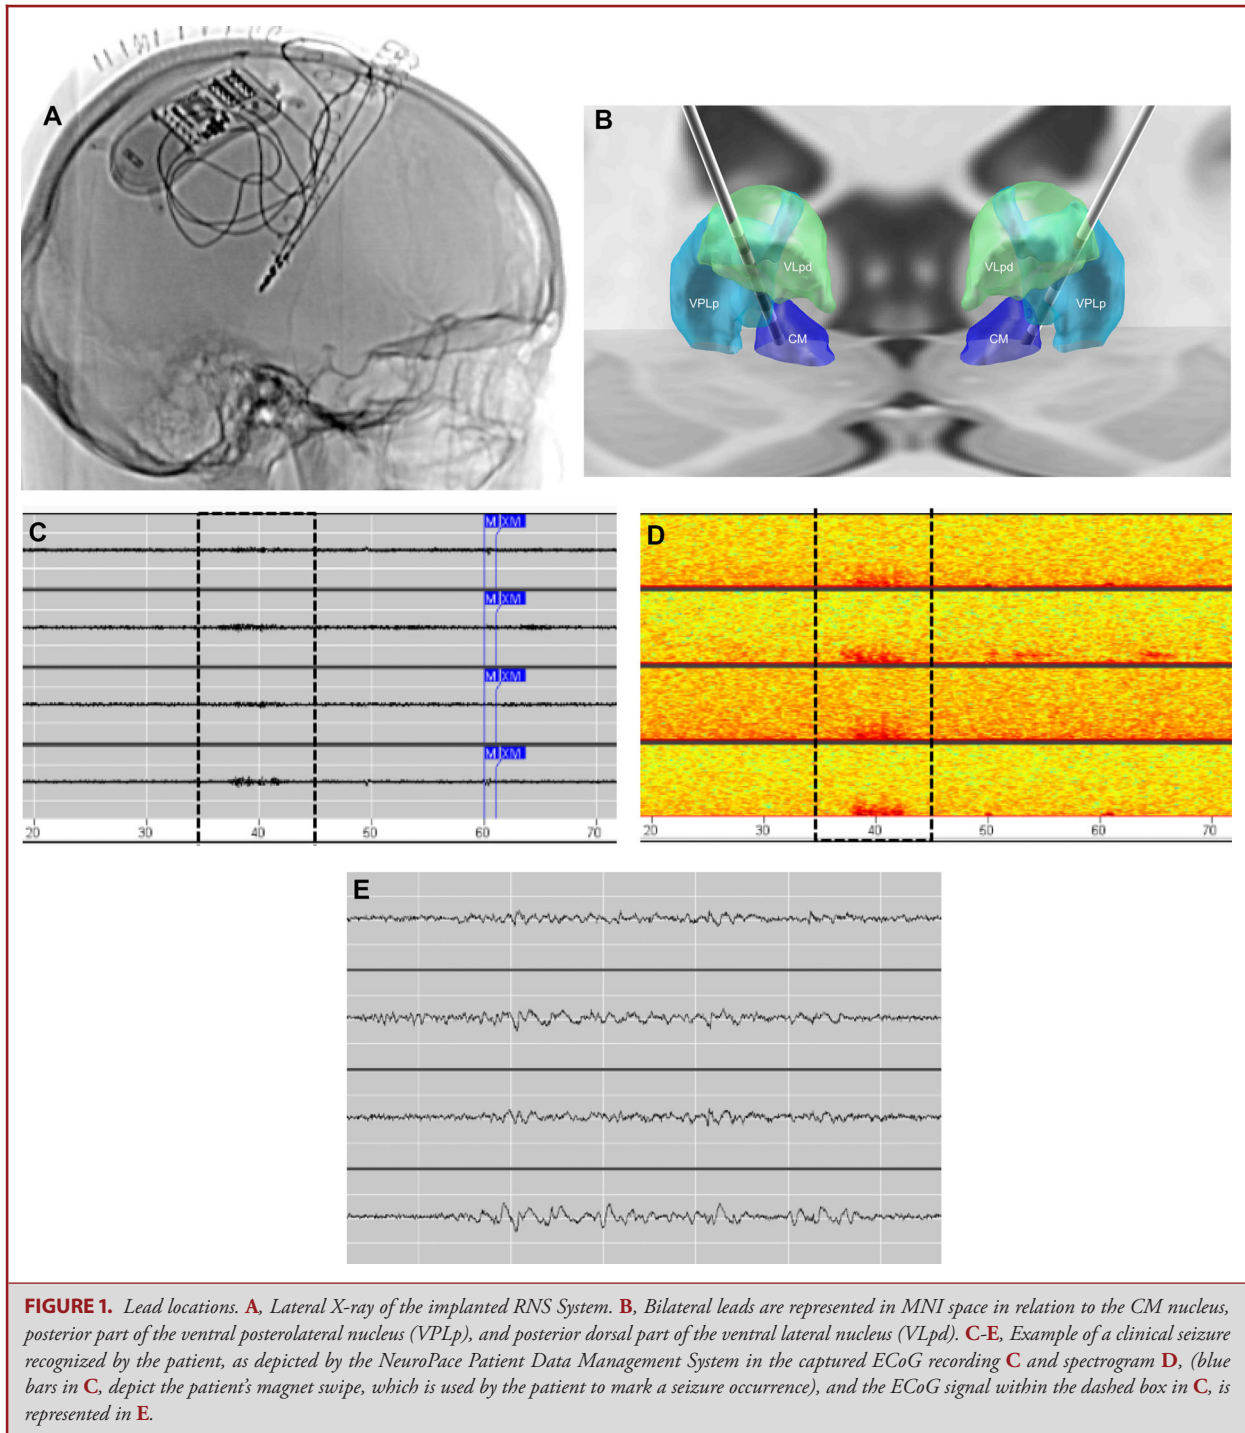 A
B
VLpd
VLpd
VPLp
VPLp
CM
CM
C
M XM
M XM
M XM
M XM
20 30 40 50 60 70
D
20 30 40 50 60 70
E
FIGURE 1. Lead locations. A, Lateral X-ray of the implanted RNS System. B, Bilateral leads are represented in MNI space in relation to the CM nucleus,
posterior part of the ventral posterolateral nucleus (VPLp), and posterior dorsal part of the ventral lateral nucleus (VLpd). C-E, Example of a clinical seizure
recognized by the patient, as depicted by the NeuroPace Patient Data Management System in the captured ECoG recording C and spectrogram D, (blue
bars in C, depict the patient's magnet swipe, which is used by the patient to mark a seizure occurrence), and the ECoG signal within the dashed box in C, is
represented in E.